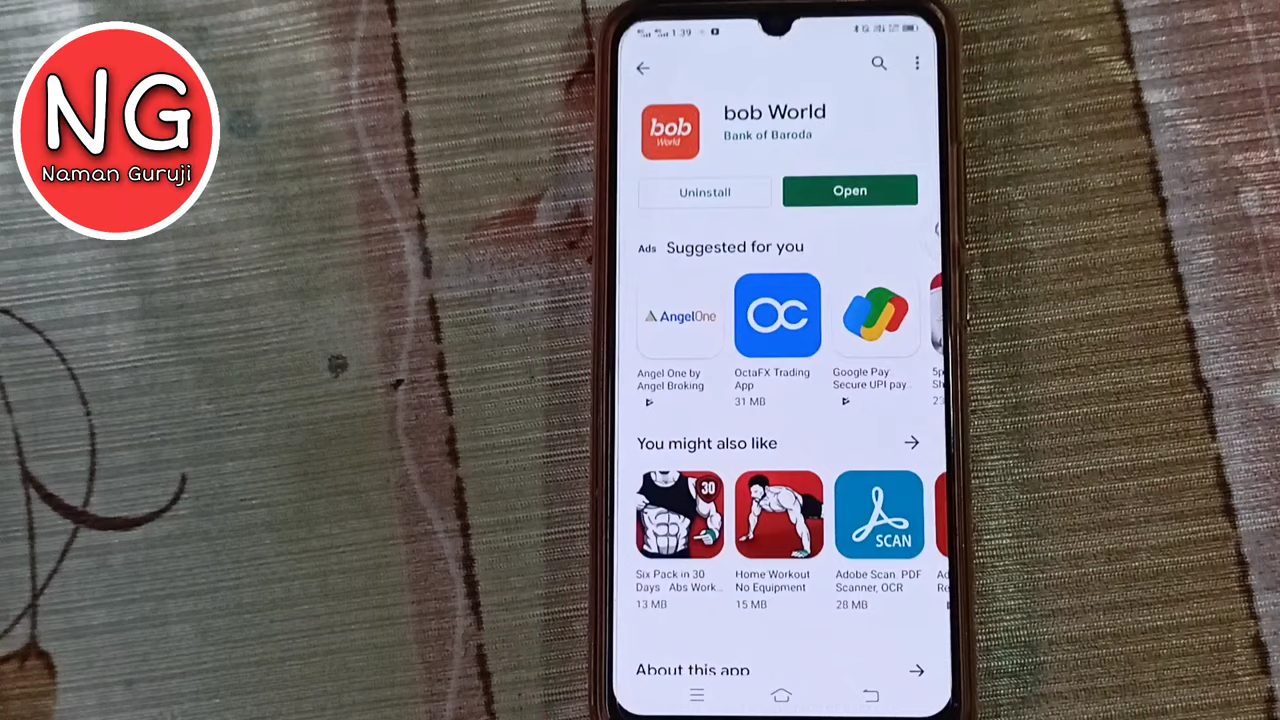 NG
Naman Guruji
1.39
bob World
Bank of Baroda
bob
World
Uninstall
Open
Ads Suggested for you
AngelOne
OC
Angel One by
Angel Broking
OctaFX Trading
App
31 MB
Google Pay
Secure UPI pay
You might also like
30
SCAN
Six Pack in 30
Days Abs Work..
13 MB
Home Workout
No Equipment
15 MB
Adobe Scan. PDF
Scanner, OCR
28 MB
About this app